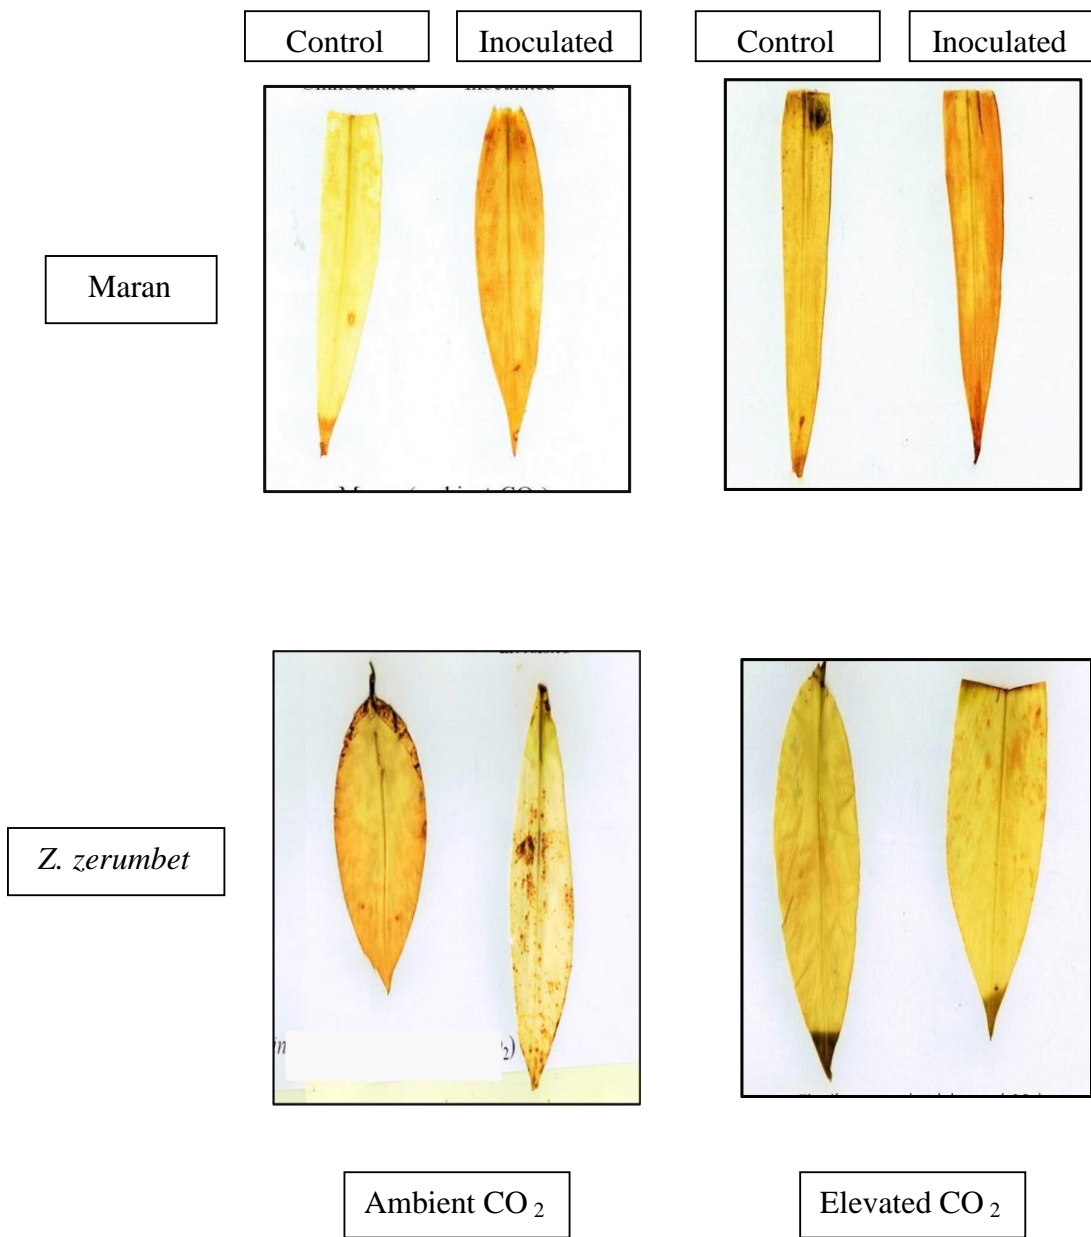 Control
Inoculated
Control
Inoculated
Maran
Z. zerumbet
Ambient CO 2
Elevated CO 2